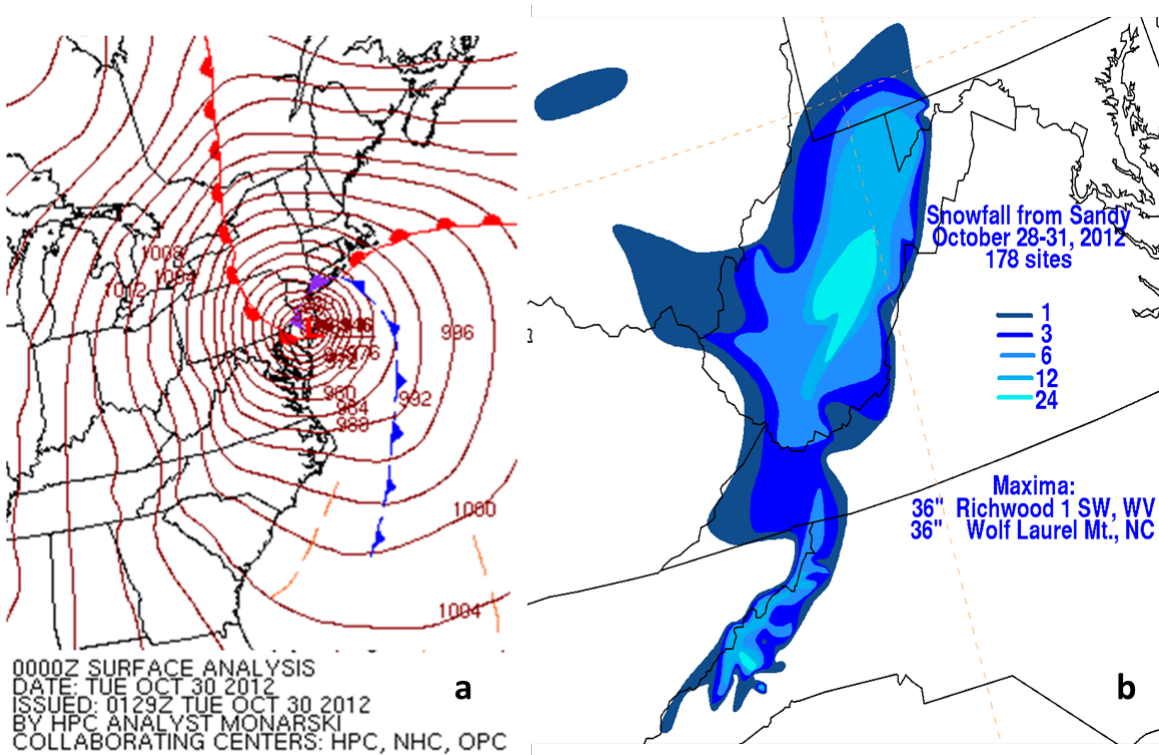 a
1008
1004
1012
996
976
972
960
984
988
992
1000
1004
0000Z SURFACE ANALYSIS
DATE: TUE OCT 30 2012
ISSUED: 0129Z TUE OCT 30 2012
BY HPC ANALYST MONARSKI
COLLABORATING CENTERS: HPC, NHC, OPC
b
Snowfall from Sandy
October 28-31, 2012
178 sites
1
3
6
12
24
Maxima:
36" Richwood 1 SW, WV
36" Wolf Laurel Mt., NC